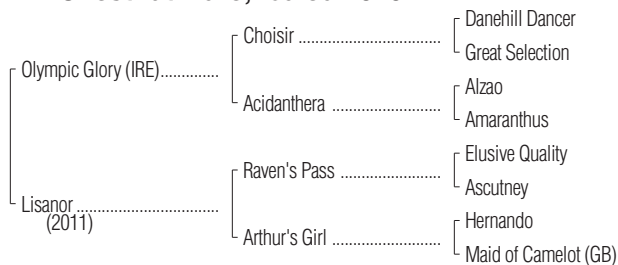 Danehill Dancer
Choisir
Great Selection
Olympic Glory (IRE)
Alzao
Acidanthera
Amaranthus
Elusive Quality
Raven's Pass
Ascutney
Lisanor
(2011)
Hernando
Arthur's Girl
Maid of Camelot (GB)